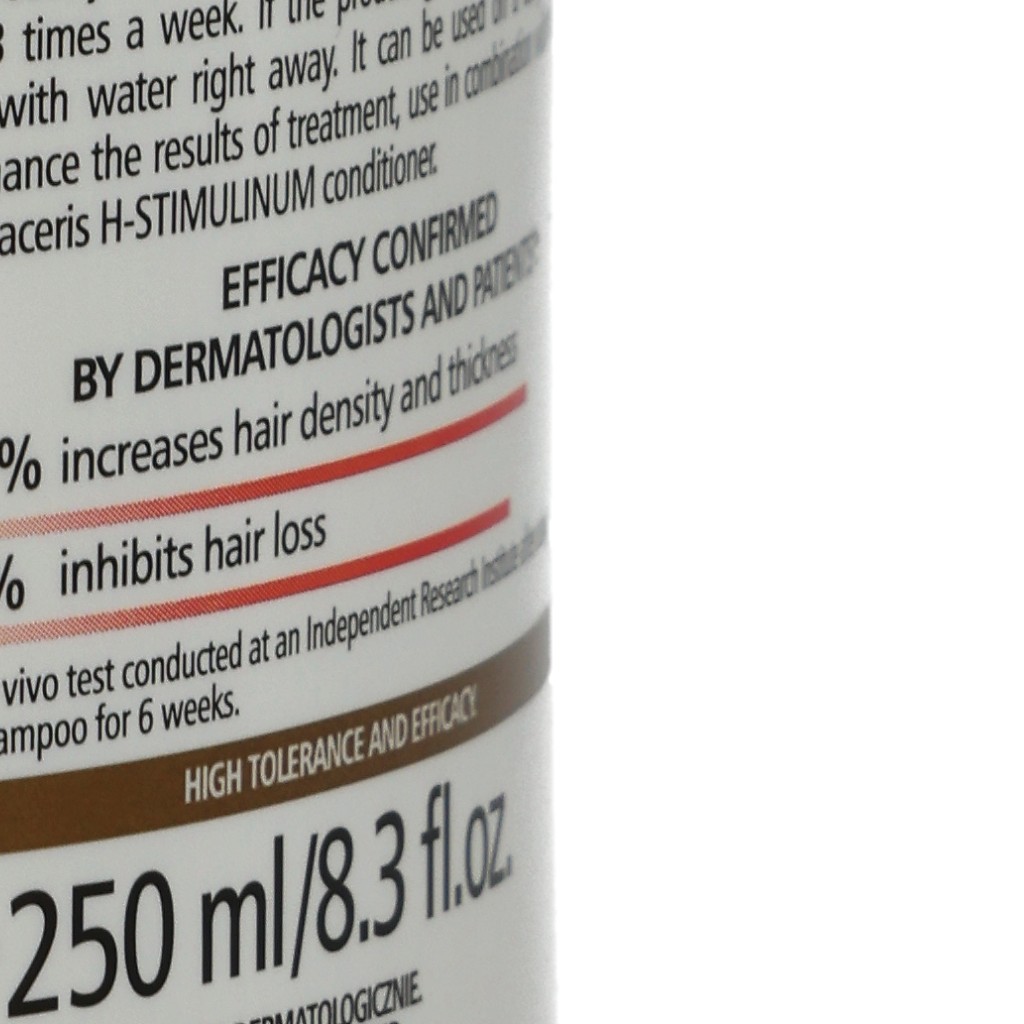 times a week. If the
with water right away. It can be used
ance the results of treatment, use in combination
aceris H-STIMULINUM conditioner.
EFFICACY CONFIRMED
BY DERMATOLOGISTS AND PATIENTS*
% increases hair density and thickness
% inhibits hair loss
vivo test conducted at an Independent Research Institute
ampoo for 6 weeks.
HIGH TOLERANCE AND EFFICACY
250 ml/8.3 fl.oz.
DERMATOLOGICZNIE.